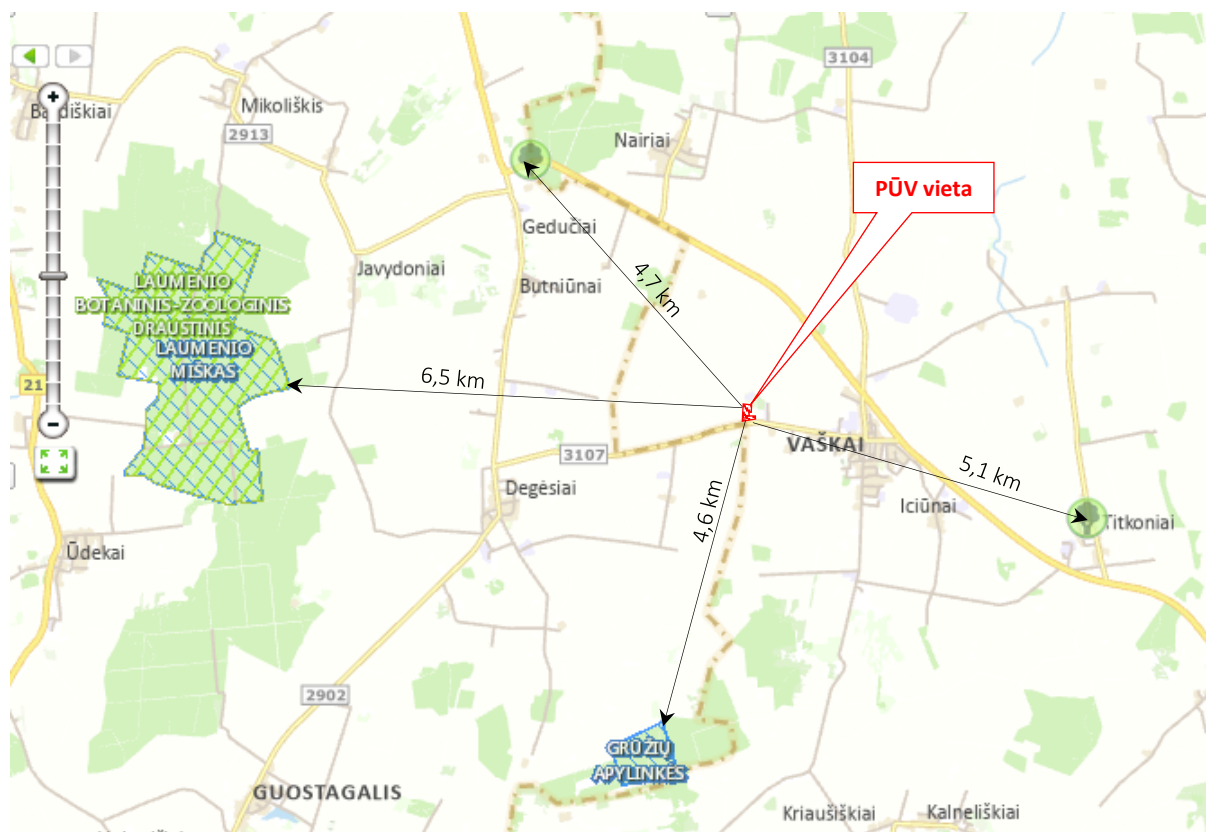 3104
Mikoliškis
2913
Nairiai
PŪV vieta
Gedučiai
4,7 km
Javydoniai
Butniūnai
LAUMENIO
BOTANINIS-ZOOLOGINIS
DRAUSTINIS
LAUMENIO
MIŠKAS
6,5 km
21
VAŠKAI
3107
5,1 km
Degėsiai
4,6 km
Iciūnai
Titkoniai
Ūdekai
2902
GRŪŽIŲ
APYLINKĖS
GUOSTAGALIS
Kriaušiškiai
Kalneliškiai